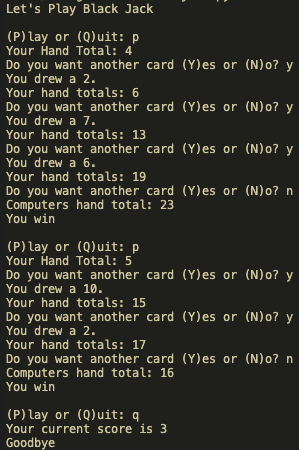 Let's Play Black Jack
(P)lay or (Q)uit: p
Your Hand Total: 4
Do you want another card (Y)es or (N)o? y
You drew a 2.
Your hand totals: 6
Do you want another card (Y)es or (N)o? y
You drew a 7.
Your hand totals: 13
Do you want another card (Y)es or (N)o? y
You drew a 6.
Your hand totals: 19
Do you want another card (Y)es or (N)o? n
Computers hand total: 23
You win
(P)lay or (Q)uit: p
Your Hand Total: 5
Do you want another card (Y)es or (N)o? y
You drew a 10.
Your hand totals: 15
Do you want another card (Y)es or (N)o? y
You drew a 2.
Your hand totals: 17
Do you want another card (Y)es or (N)o? n
Computers hand total: 16
You win
(P)lay or (Q)uit: q
Your current score is 3
Goodbye